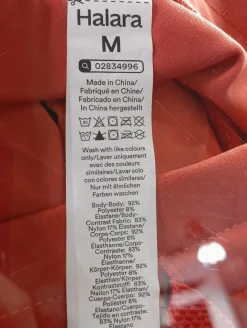 Halara
M
02834996
Made in China/
Fabriqué en Chine/
Fabricado en China/
In China hergestellt
Wash with like colours
only/Laver uniquement
avec des couleurs
similaires/Lavar solo
con colores similares/
Nur mit ähnlichen
Farben waschen
Body-Body: 92%
Polyester 8%
Elastane/Body-
Contrast Fabric: 83%
Nylon 17% Elastane/
Corps-Corps: 92%
Polyester 8%
Élasthanne/Corps-
Contraste: 83%
Nylon 17%
Élasthanne/
Körper-Körper: 92%
Polyester 8%
Elasthan/Körper-
Kontraststoff: 83%
Nailon 17% Elasthan/
Cuerpo-Cuerpo: 92%
Poliéster 8%
Elastano/Cuerpo-
Tejido en contraste:
83% Nylon 17%
Elastano